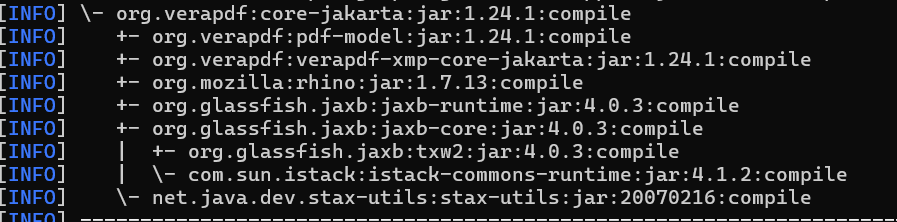 [INFO] \- org.verapdf:core-jakarta:jar:1.24.1:compile
[INFO]    +- org.verapdf:pdf-model:jar:1.24.1:compile
[INFO]    +- org.verapdf:verapdf-xmp-core-jakarta:jar:1.24.1:compile
[INFO]    +- org.mozilla:rhino:jar:1.7.13:compile
[INFO]    +- org.glassfish.jaxb:jaxb-runtime:jar:4.0.3:compile
[INFO]    +- org.glassfish.jaxb:jaxb-core:jar:4.0.3:compile
[INFO]    |  +- org.glassfish.jaxb:txw2:jar:4.0.3:compile
[INFO]    |  \- com.sun.istack:istack-commons-runtime:jar:4.1.2:compile
[INFO]    \- net.java.dev.stax-utils:stax-utils:jar:20070216:compile
[INFO] ------------------------------------------------------------------------